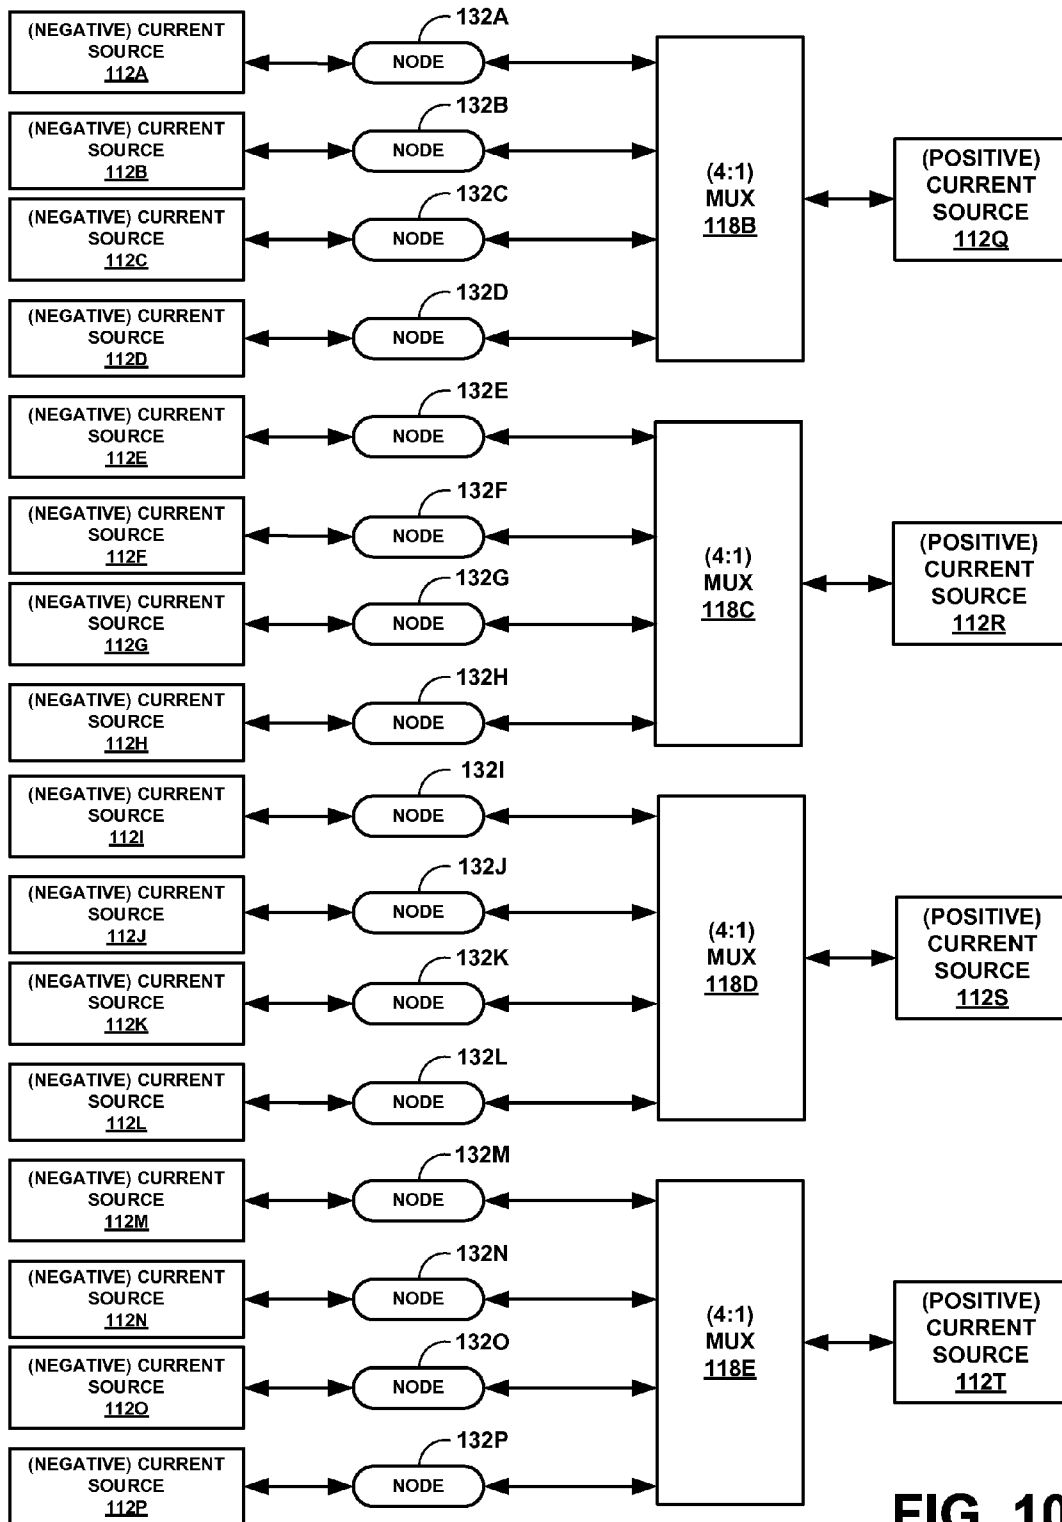 (NEGATIVE) CURRENT
SOURCE
112A
132A
NODE
(NEGATIVE) CURRENT
SOURCE
112B
132B
NODE
(NEGATIVE) CURRENT
SOURCE
112C
132C
NODE
(NEGATIVE) CURRENT
SOURCE
112D
132D
NODE
(4:1)
MUX
118B
(POSITIVE)
CURRENT
SOURCE
112Q
(NEGATIVE) CURRENT
SOURCE
112E
132E
NODE
(NEGATIVE) CURRENT
SOURCE
112F
132F
NODE
(NEGATIVE) CURRENT
SOURCE
112G
132G
NODE
(NEGATIVE) CURRENT
SOURCE
112H
132H
NODE
(4:1)
MUX
118C
(POSITIVE)
CURRENT
SOURCE
112R
(NEGATIVE) CURRENT
SOURCE
112I
132I
NODE
(NEGATIVE) CURRENT
SOURCE
112J
132J
NODE
(NEGATIVE) CURRENT
SOURCE
112K
132K
NODE
(NEGATIVE) CURRENT
SOURCE
112L
132L
NODE
(4:1)
MUX
118D
(POSITIVE)
CURRENT
SOURCE
112S
(NEGATIVE) CURRENT
SOURCE
112M
132M
NODE
(NEGATIVE) CURRENT
SOURCE
112N
132N
NODE
(NEGATIVE) CURRENT
SOURCE
112O
132O
NODE
(NEGATIVE) CURRENT
SOURCE
112P
132P
NODE
(4:1)
MUX
118E
(POSITIVE)
CURRENT
SOURCE
112T
FIG. 10